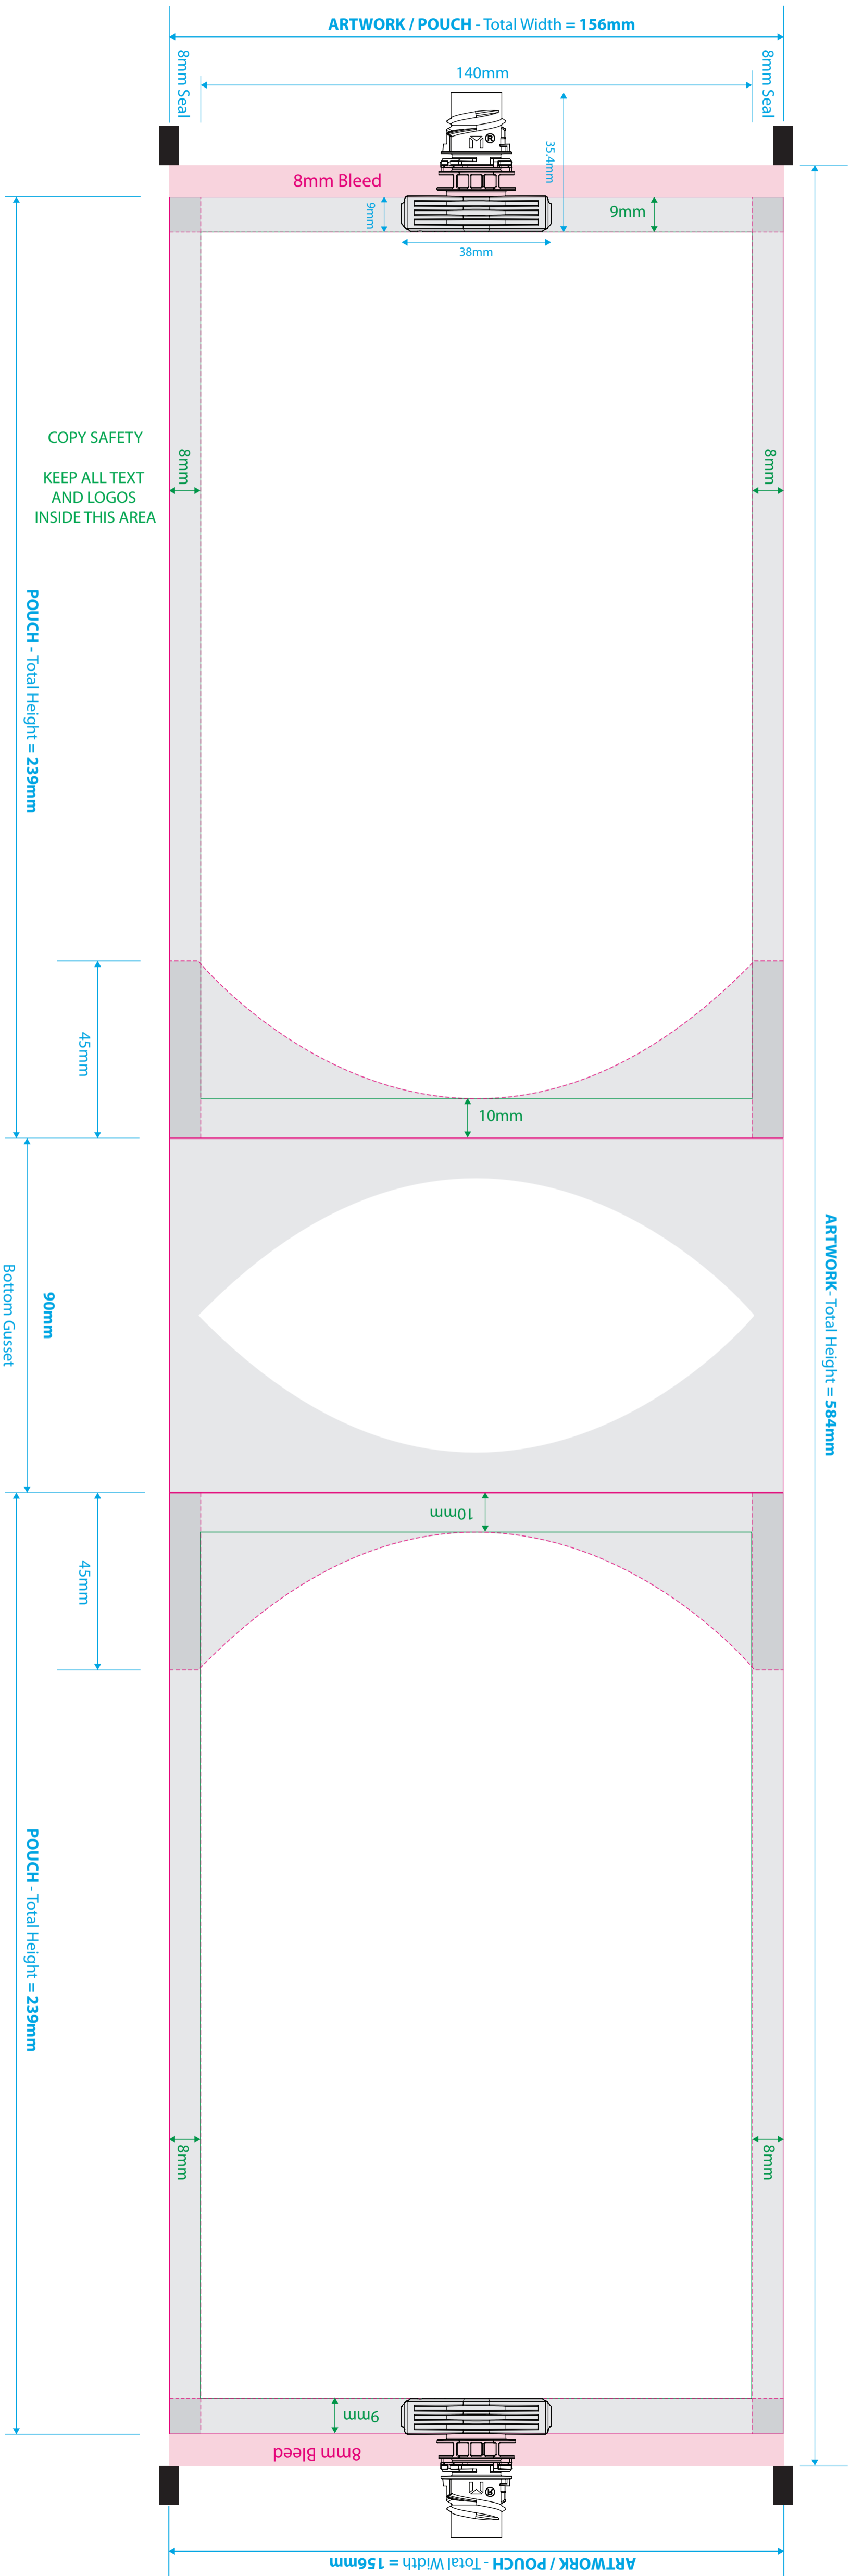 ARTWORK / POUCH - Total Width = 156mm
140mm
8mm Seal
8mm Seal
35.4mm
M®
8mm Bleed
9mm
9mm
38mm
COPY SAFETY
KEEP ALL TEXT
AND LOGOS
INSIDE THIS AREA
8mm
8mm
POUCH - Total Height = 239mm
45mm
10mm
90mm
Bottom Gusset
ARTWORK- Total Height = 584mm
10mm
45mm
POUCH - Total Height = 239mm
8mm
8mm
9mm
8mm Bleed
M®
ARTWORK / POUCH - Total Width = 156mm